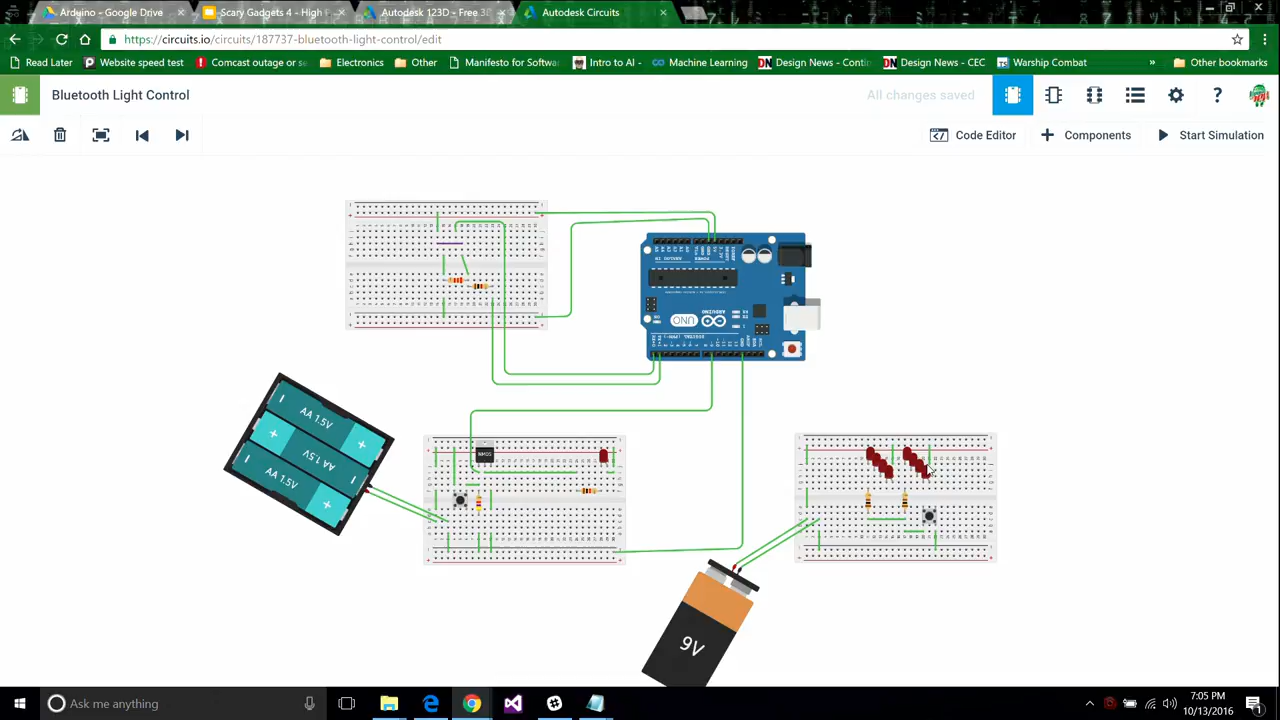 Arduino - Google Drive
Scary Gadgets 4 - High
Autodesk 123D - Free 3
Autodesk Circuits
https://circuits.io/circuits/187737-bluetooth-light-control/edit
Read Later
Website speed test
Comcast outage or se
Electronics
Other
Manifesto for Softwa
Intro to AI -
Machine Learning
Design News - Contin
Design News - CEC
Warship Combat
»
Other bookmarks
Bluetooth Light Control
All changes saved
Code Editor
Components
Start Simulation
ARDUINO
UNO
AA 1.5V
AA 1.5V
AA 1.5V
NMOS
9V
Ask me anything
7:05 PM
10/13/2016